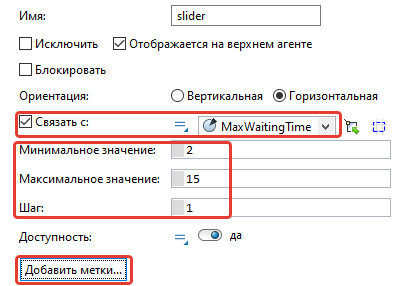 Имя: slider
Исключить Отображается на верхнем агенте
Блокировать
Ориентация: Вертикальная Горизонтальная
Связать с: MaxWaitingTime
Минимальное значение: 2
Максимальное значение: 15
Шаг: 1
Доступность: да
Добавить метки...